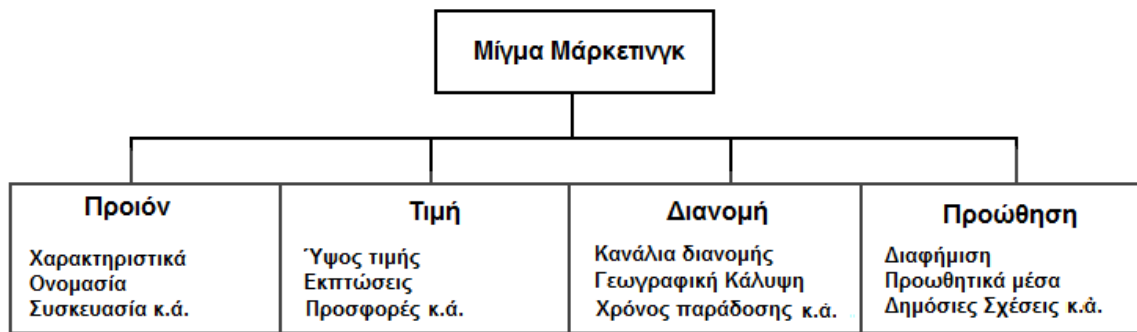 Μίγμα Μάρκετινγκ
Προιόν
Χαρακτηριστικά
Ονομασία
Συσκευασία κ.ά.
Τιμή
Ύψος τιμής
Εκπτώσεις
Προσφορές κ.ά.
Διανομή
Κανάλια διανομής
Γεωγραφική Κάλυψη
Χρόνος παράδοσης κ.ά.
Προώθηση
Διαφήμιση
Προωθητικά μέσα
Δημόσιες Σχέσεις κ.ά.